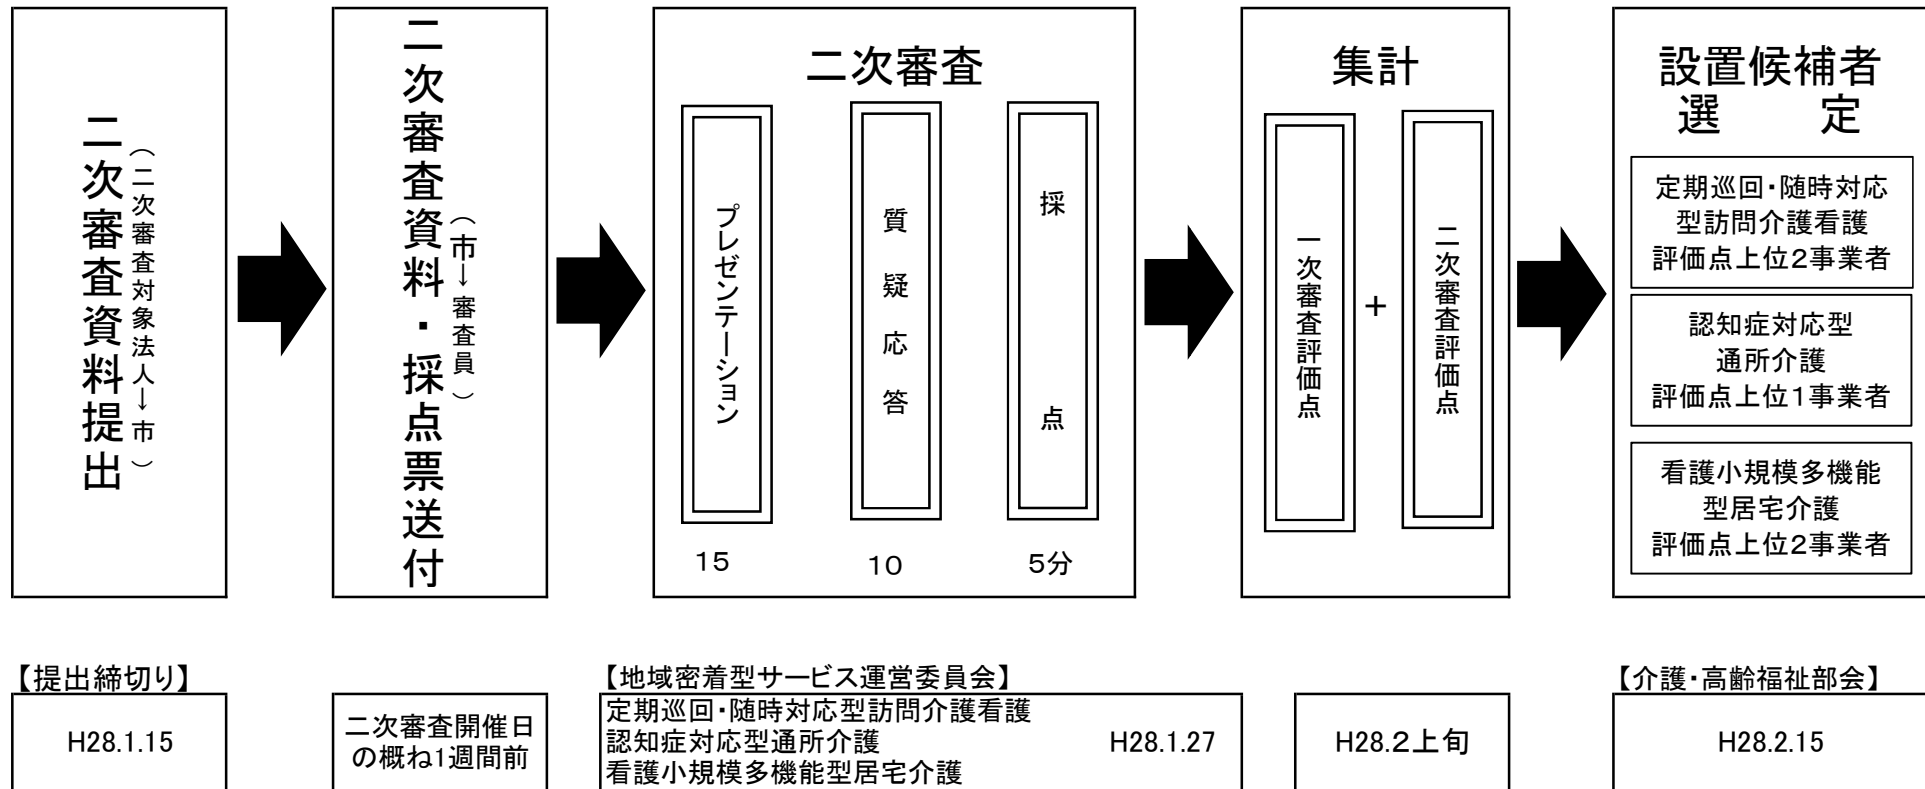 二次審査資料提出
（二次審査対象法人→市）
二次審査資料・採点票送付
（市→審査員）
二次審査
プレゼンテーション
質疑応答
採点
15
10
5分
集計
一次審査評価点
+
二次審査評価点
設置候補者
選　定
定期巡回・随時対応
型訪問介護看護
評価点上位2事業者
認知症対応型
通所介護
評価点上位1事業者
看護小規模多機能
型居宅介護
評価点上位2事業者
【提出締切り】
H28.1.15
二次審査開催日
の概ね1週間前
【地域密着型サービス運営委員会】
定期巡回・随時対応型訪問介護看護
認知症対応型通所介護
看護小規模多機能型居宅介護
H28.1.27
H28.2上旬
【介護・高齢福祉部会】
H28.2.15